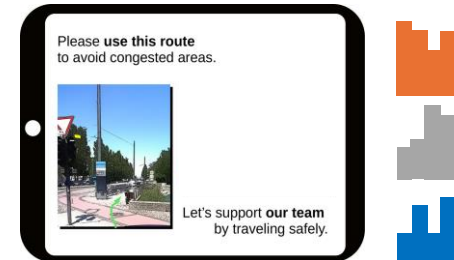 Please use this route
to avoid congested areas.
Let's support our team
by traveling safely.